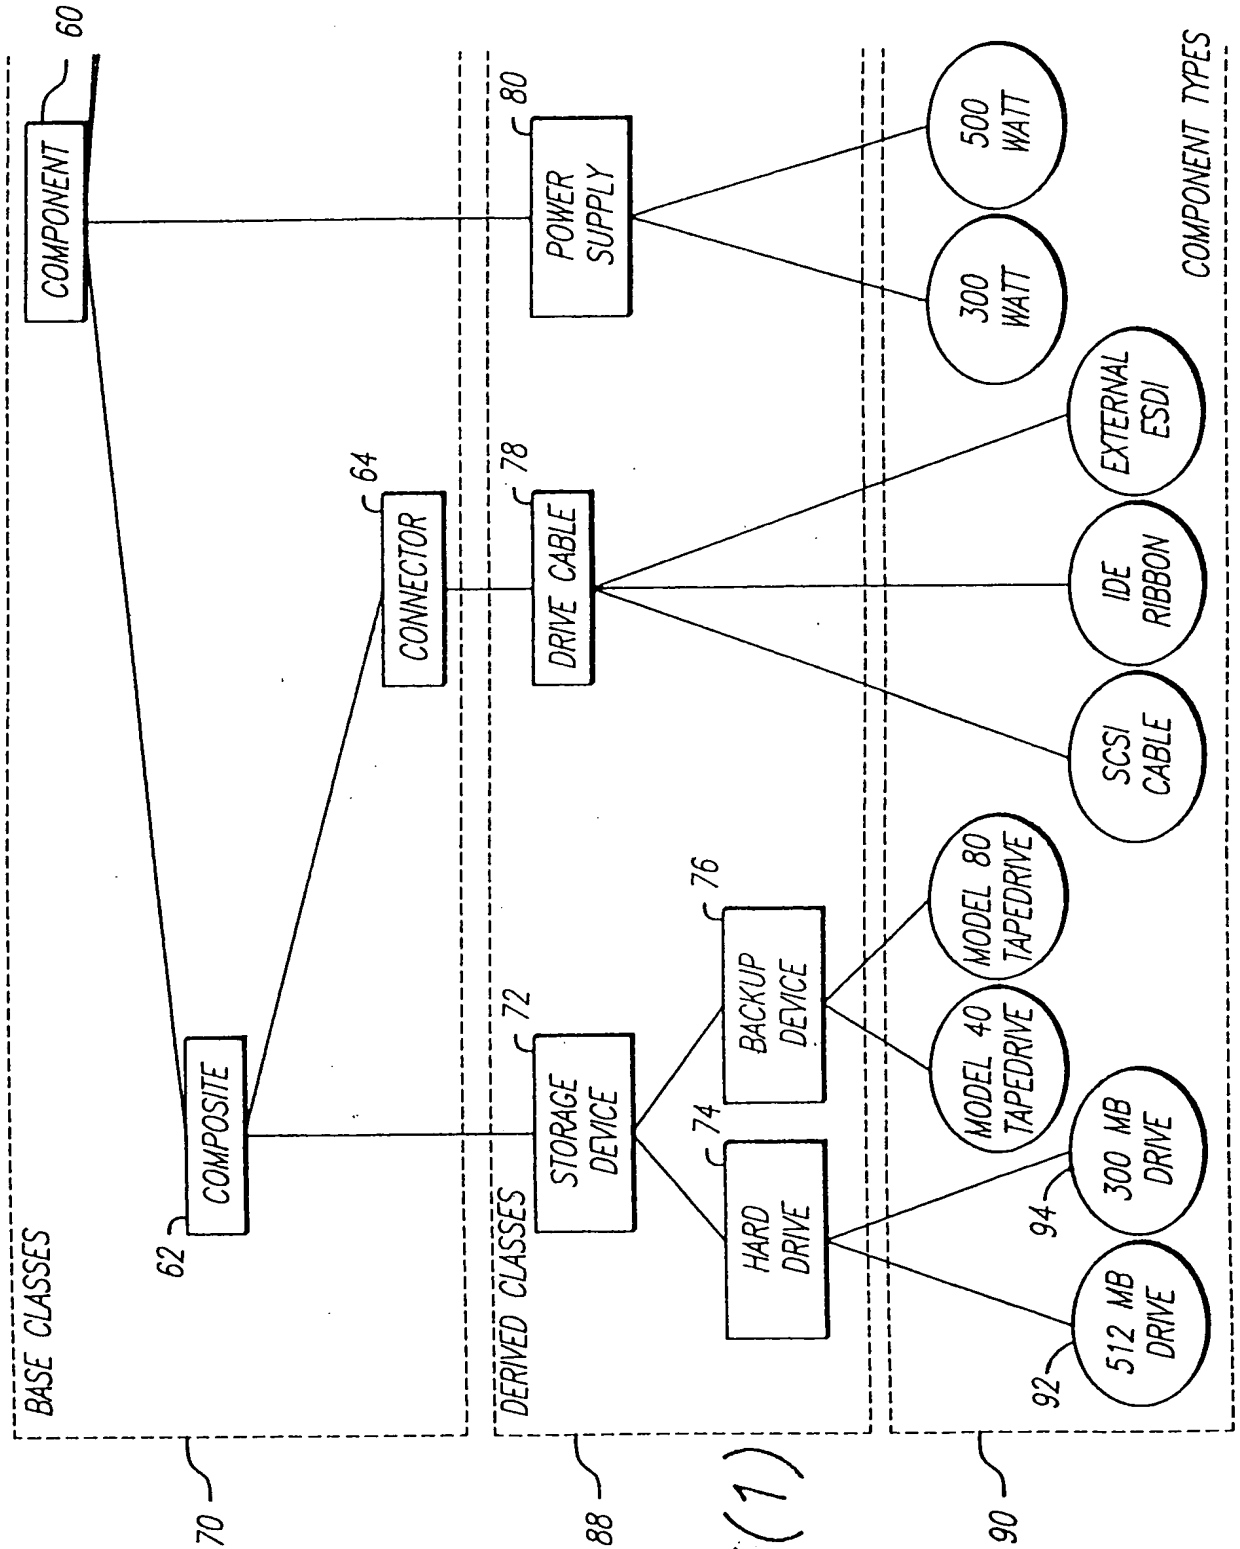 BASE CLASSES
COMPONENT
60
COMPOSITE
62
CONNECTOR
64
70
DERIVED CLASSES
STORAGE
DEVICE
72
DRIVE CABLE
78
POWER
SUPPLY
80
HARD
DRIVE
74
BACKUP
DEVICE
76
88
(1)
MODEL 40
TAPEDRIVE
MODEL 80
TAPEDRIVE
300
WATT
500
WATT
512 MB
DRIVE
92
300 MB
DRIVE
94
SCSI
CABLE
IDE
RIBBON
EXTERNAL
ESDI
COMPONENT TYPES
90